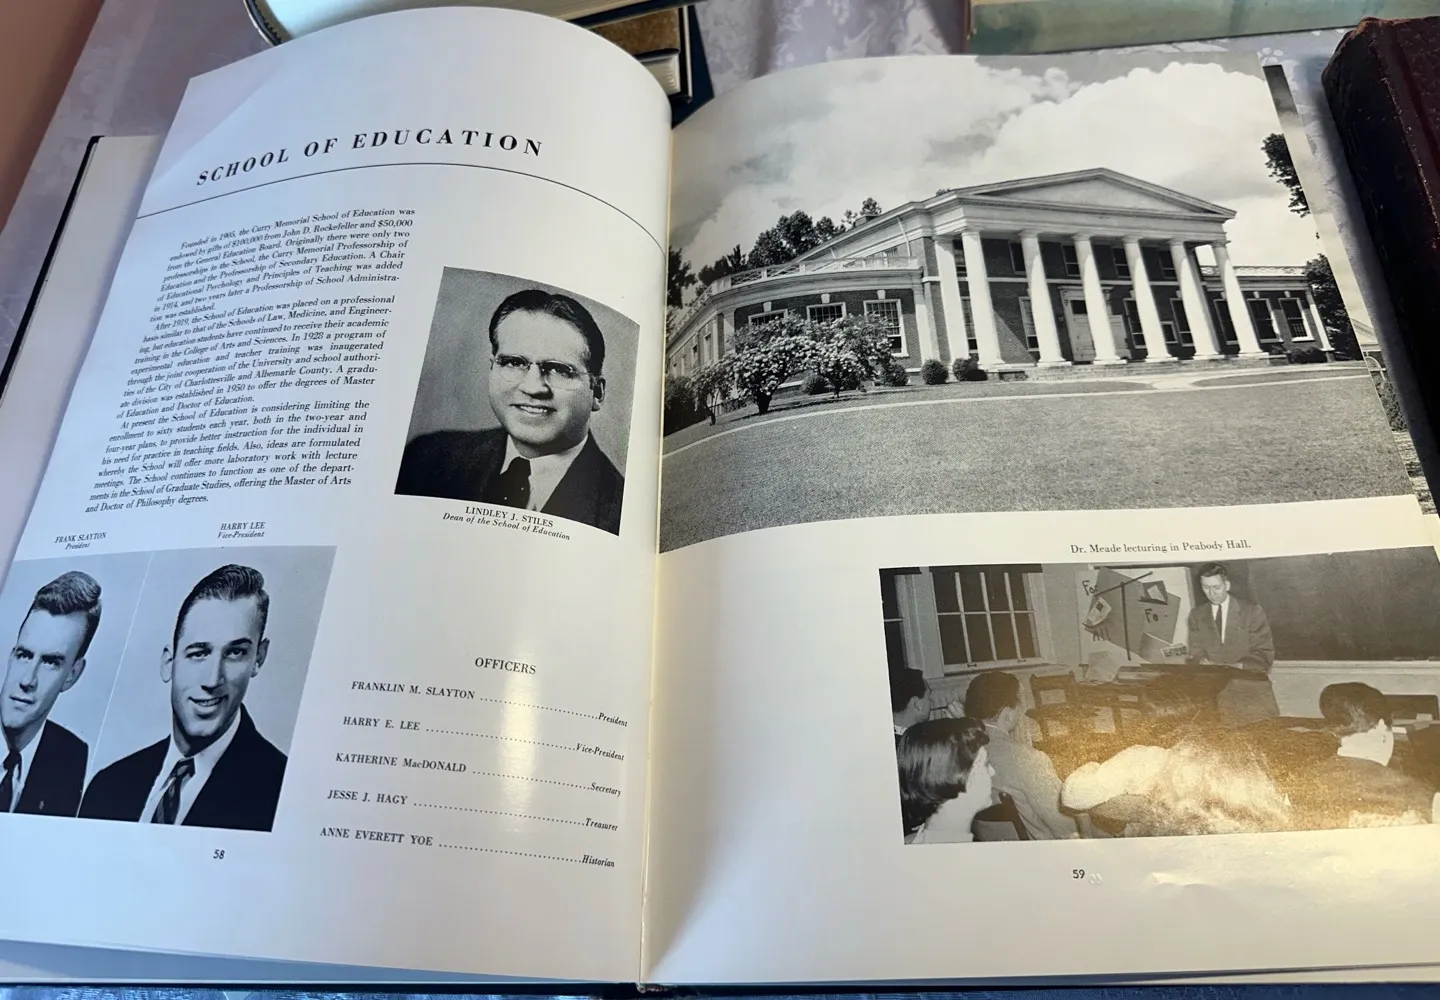 SCHOOL OF EDUCATION
Founded in 1905, the Curry Memorial School of Education was
endowed by gifts of $100,000 from John D. Rockefeller and $50,000
from the General Education Board. Originally there were only two
professorships in the School, the Curry Memorial Professorship of
Education and the Professorship of Secondary Education. A Chair
of Educational Psychology and Principles of Teaching was added
in 1914, and two years later a Professorship of School Administra-
tion was established.
After 1919, the School of Education was placed on a professional
basis similar to that of the Schools of Law, Medicine, and Engineer-
ing, but education students have continued to receive their academic
training in the College of Arts and Sciences. In 1928 a program of
experimental education and teacher training was inaugurated
through the joint cooperation of the University and school authori-
ties of the City of Charlottesville and Albemarle County. A gradu-
ate division was established in 1950 to offer the degrees of Master
of Education and Doctor of Education.
At present the School of Education is considering limiting the
enrollment to sixty students each year, both in the two-year and
four-year plans, to provide better instruction for the individual in
his need for practice in teaching fields. Also, ideas are formulated
whereby the School will offer more laboratory work with lecture
meetings. The School continues to function as one of the depart-
ments in the School of Graduate Studies, offering the Master of Arts
and Doctor of Philosophy degrees.
LINDLEY J. STILES
Dean of the School of Education
FRANK SLAYTON
President
HARRY LEE
Vice-President
OFFICERS
FRANKLIN M. SLAYTON ........................President
HARRY E. LEE ........................Vice-President
KATHERINE MacDONALD ........................Secretary
JESSE J. HAGY ........................Treasurer
ANNE EVERETT YOE ........................Historian
58
Dr. Meade lecturing in Peabody Hall.
Fo-
59